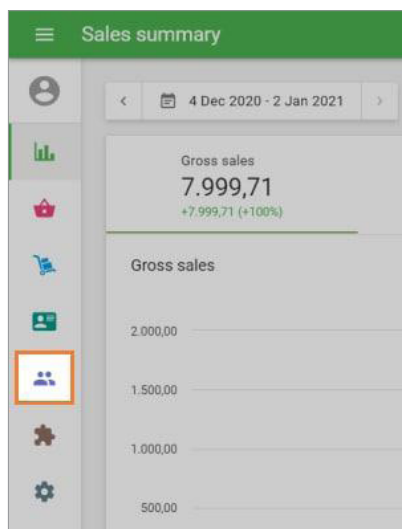 Sales summary
4 Dec 2020 - 2 Jan 2021
Gross sales
7.999,71
+7.999,71 (+100%)
Gross sales
2.000,00
1.500,00
1.000,00
500,00